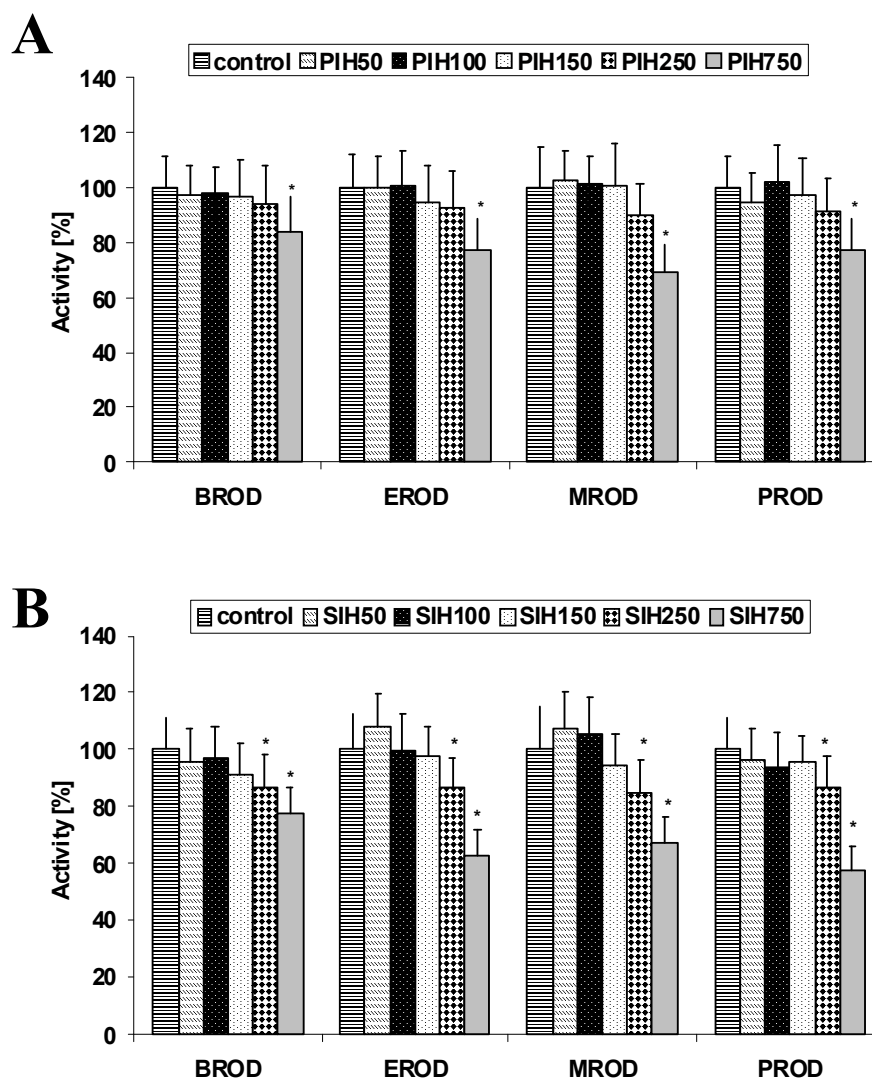 A
control PIH50 PIH100 PIH150 PIH250 PIH750
140
120
100
80
60
40
20
0
Activity [%]
* * * *
BROD EROD MROD PROD
B
control SIH50 SIH100 SIH150 SIH250 SIH750
140
120
100
80
60
40
20
0
Activity [%]
* * * * * * * *
BROD EROD MROD PROD